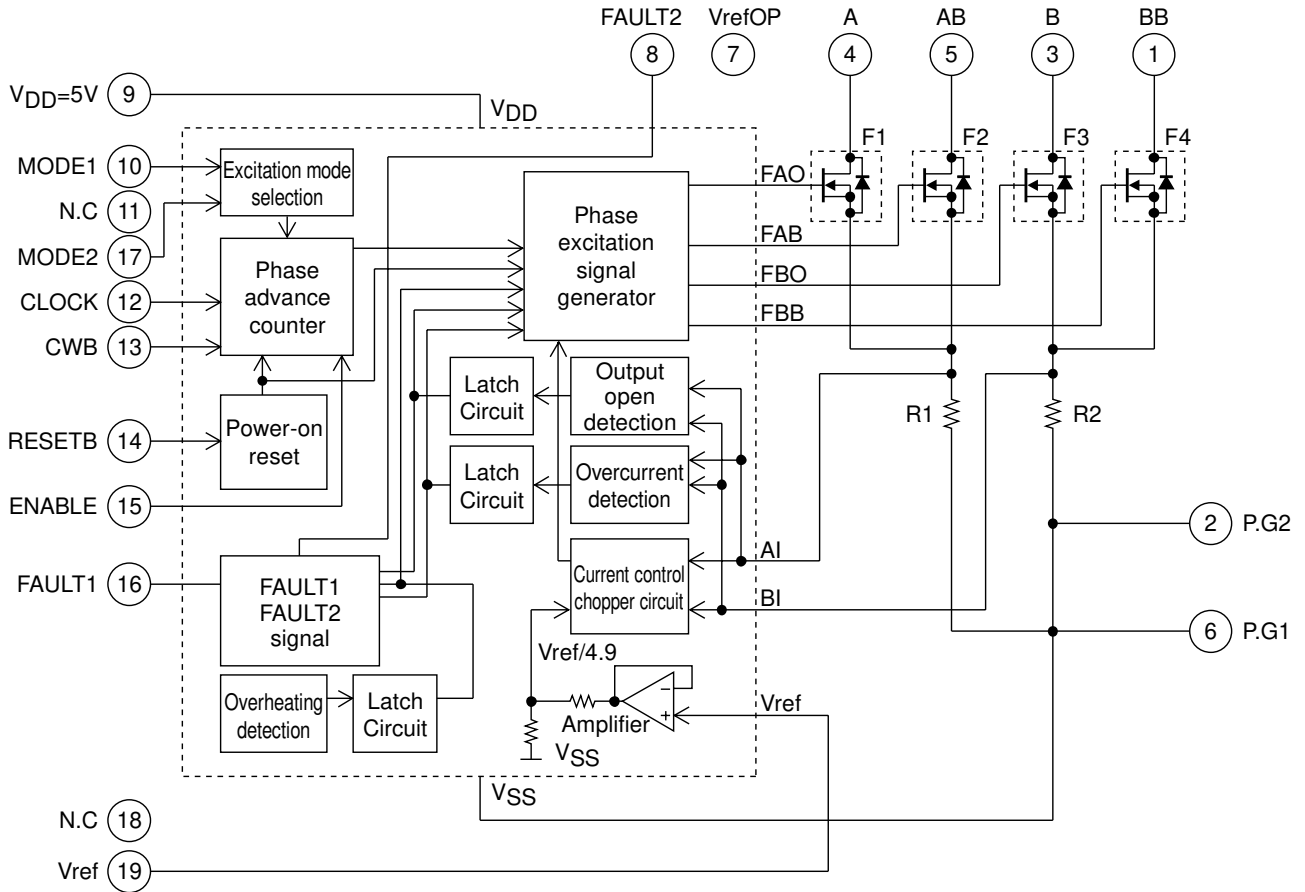 FAULT2 VrefOP A AB B BB
8 7 4 5 3 1
VDD=5V 9
VDD
MODE1 10
N.C 11
MODE2 17
CLOCK 12
CWB 13
RESETB 14
ENABLE 15
FAULT1 16
N.C 18
Vref 19
Excitation mode
selection
Phase
advance
counter
Power-on
reset
FAULT1
FAULT2
signal
Overheating
detection
Latch
Circuit
Phase
excitation
signal
generator
Latch
Circuit
Output
open
detection
Latch
Circuit
Overcurrent
detection
Current control
chopper circuit
Vref/4.9
Amplifier
−
+
VSS
VSS
FAO
FAB
FBO
FBB
AI
BI
Vref
F1 F2 F3 F4
R1 R2
2 P.G2
6 P.G1